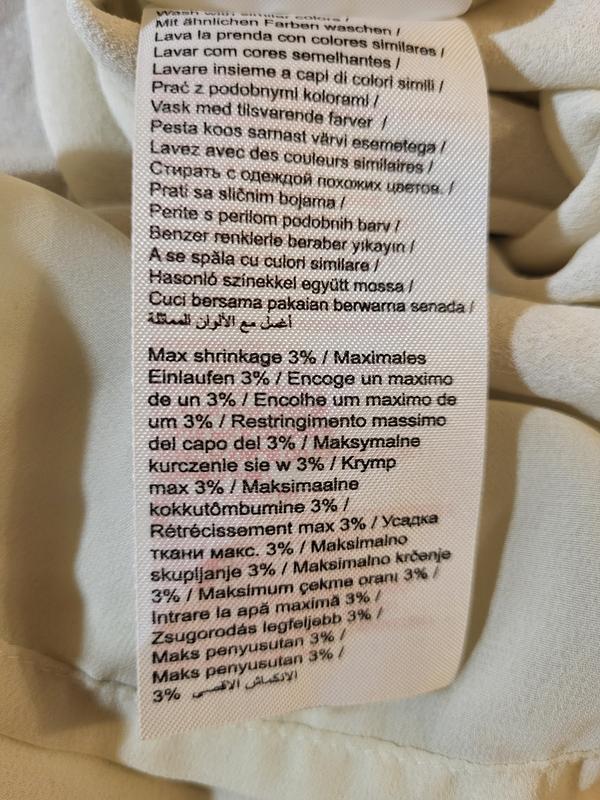 Wash with similar colors /
Mit ähnlichen Farben waschen /
Lava la prenda con colores similares /
Lavar com cores semelhantes /
Lavare insieme a capi di colori simili /
Prać z podobnymi kolorami /
Vask med tilsvarende farver /
Pesta koos sarnast värvi esemetega /
Lavez avec des couleurs similaires /
Стирать с одеждой похожих цветов. /
Prati sa sličnim bojama /
Perite s perilom podobnih barv /
Benzer renklerle beraber yıkayın /
A se spăla cu culori similare /
Hasonló színekkel együtt mossa /
Cuci bersama pakaian berwarna senada /
أغسل مع الألوان المماثلة
Max shrinkage 3% / Maximales
Einlaufen 3% / Encoge un maximo
de un 3% / Encolhe um maximo de
um 3% / Restringimento massimo
del capo del 3% / Maksymalne
kurczenie sie w 3% / Krymp
max 3% / Maksimaalne
kokkutõmbumine 3% /
Rétrécissement max 3% / Усадка
ткани макс. 3% / Maksimalno
skupljanje 3% / Maksimalno krčenje
3% / Maksimum çekme oranı 3% /
Intrare la apă maximă 3% /
Zsugorodás legfeljebb 3% /
Maks penyusutan 3% /
Maks penyusutan 3% /
3% الانكماش الاقصى